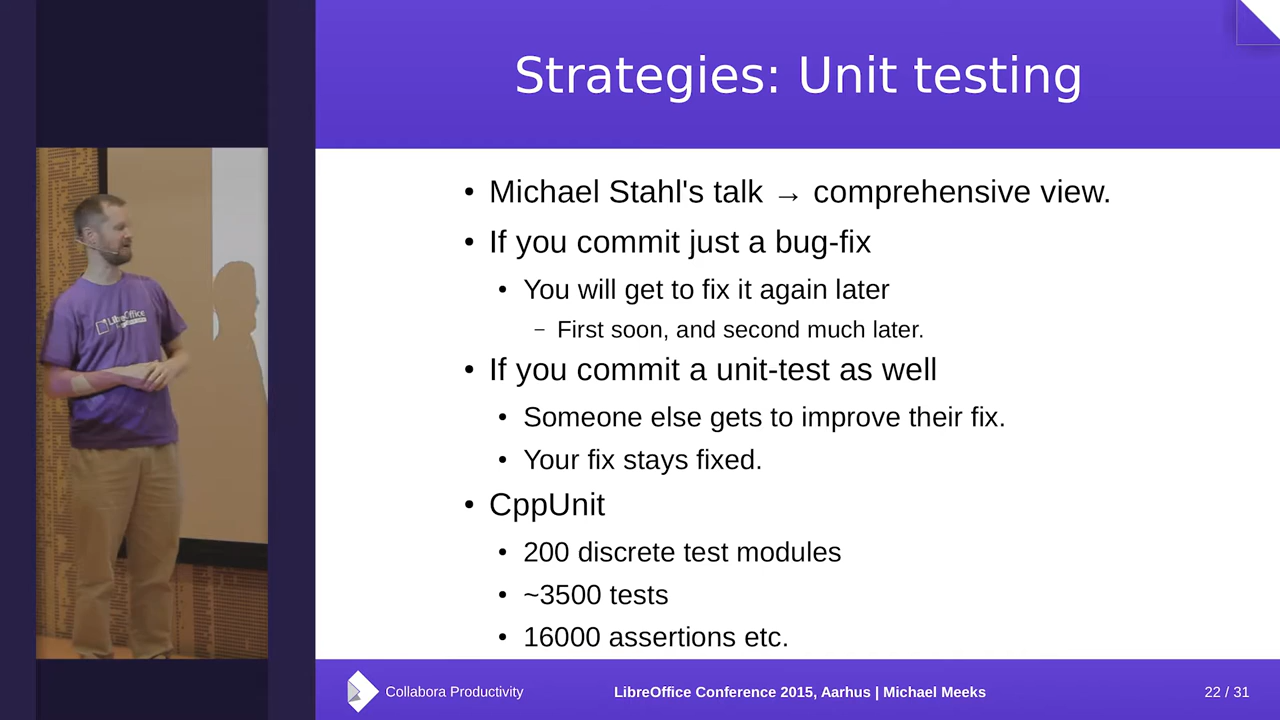 Strategies: Unit testing
• Michael Stahl's talk → comprehensive view.
• If you commit just a bug-fix
• You will get to fix it again later
– First soon, and second much later.
• If you commit a unit-test as well
• Someone else gets to improve their fix.
• Your fix stays fixed.
• CppUnit
• 200 discrete test modules
• ~3500 tests
• 16000 assertions etc.
LibreOffice
Collabora Productivity
LibreOffice Conference 2015, Aarhus | Michael Meeks
22 / 31